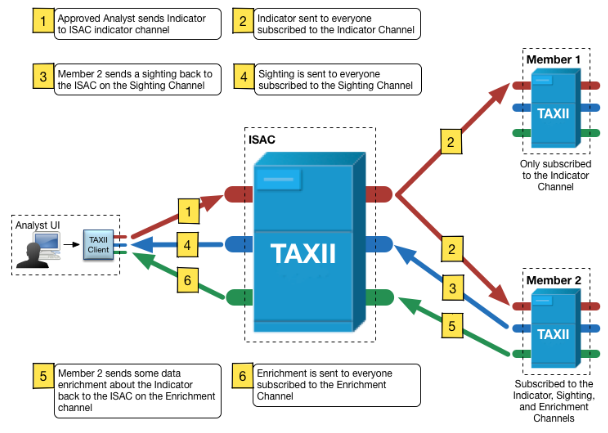 1
Approved Analyst sends Indicator
to ISAC indicator channel
2
Indicator sent to everyone
subscribed to the Indicator Channel
3
Member 2 sends a sighting back to
the ISAC on the Sighting Channel
4
Sighting is sent to everyone
subscribed to the Sighting Channel
Member 1
TAXII
Only subscribed
to the Indicator
Channel
ISAC
TAXII
2
1
4
6
Analyst UI
TAXII
Client
2
3
5
Member 2
TAXII
Subscribed to the
Indicator, Sighting,
and Enrichment
Channels
5
Member 2 sends some data
enrichment about the Indicator
back to the ISAC on the Enrichment
channel
6
Enrichment is sent to everyone
subscribed to the Enrichment
Channel